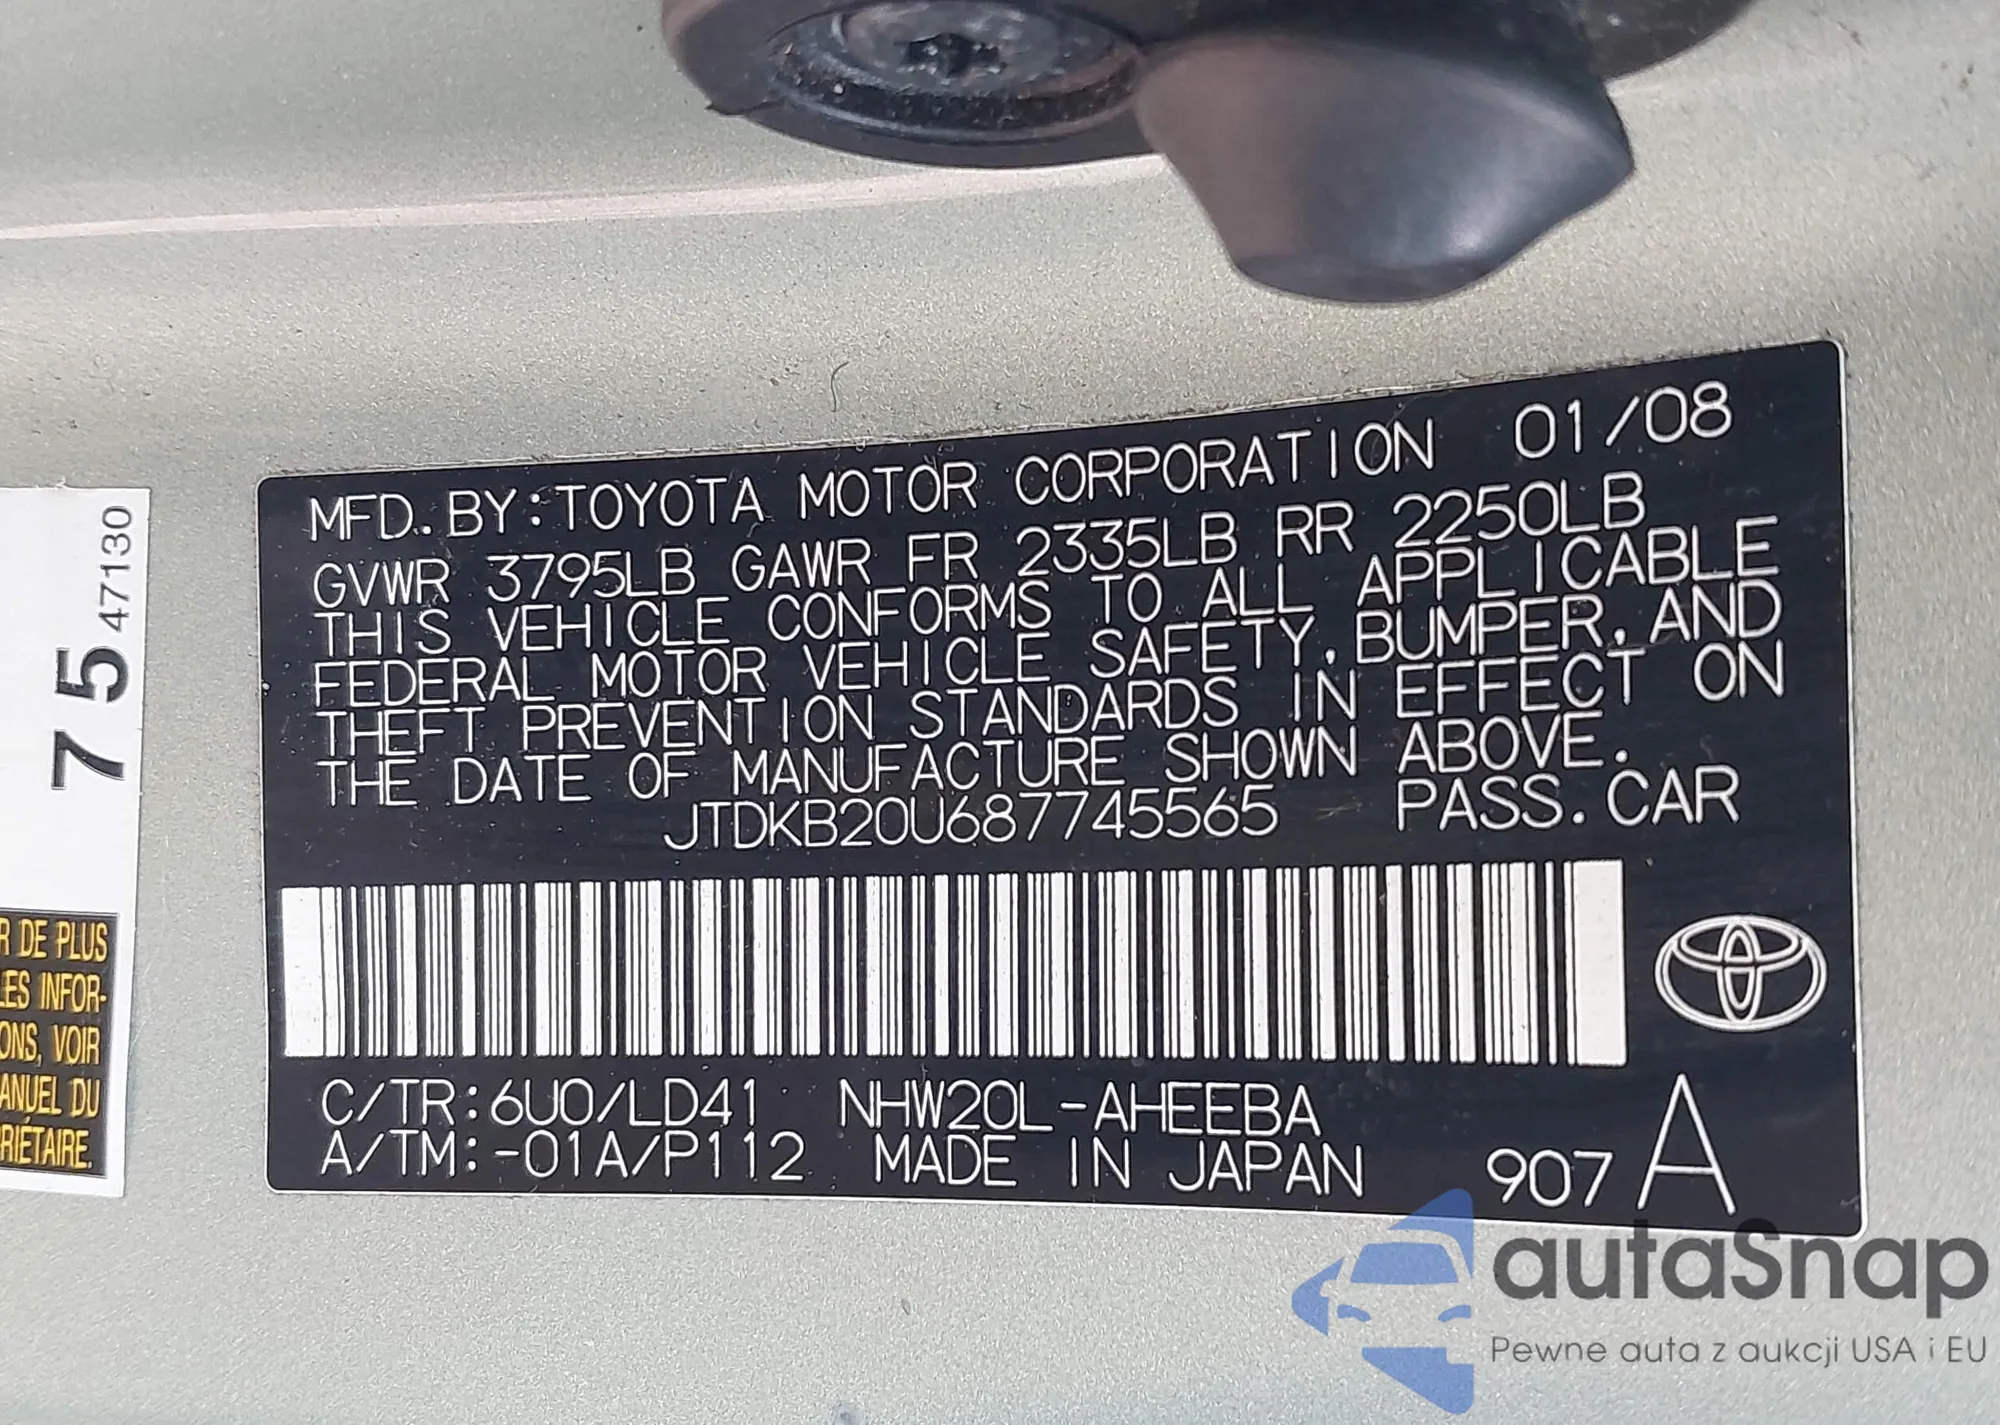 MFD. BY:TOYOTA MOTOR CORPORATION 01/08
GVWR 3795LB GAWR FR 2335LB RR 2250LB
THIS VEHICLE CONFORMS TO ALL APPLICABLE
FEDERAL MOTOR VEHICLE SAFETY, BUMPER, AND
THEFT PREVENTION STANDARDS IN EFFECT ON
THE DATE OF MANUFACTURE SHOWN ABOVE.
JTDKB20U687745565 PASS.CAR
C/TR:6U0/LD41 NHW20L-AHEEBA
A/TM:-01A/P112 MADE IN JAPAN 907 A
75 47130
R DE PLUS
LES INFOR-
ONS, VOIR
ANUEL DU
RIÉTAIRE.
autaSnap
Pewne auta z aukcji USA i EU